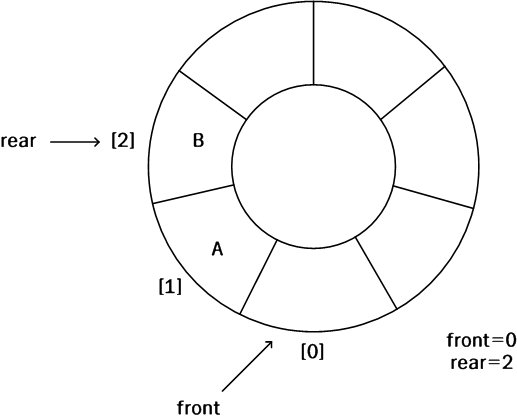 rear
[2]
B
A
[1]
[0]
front
front=0
rear=2